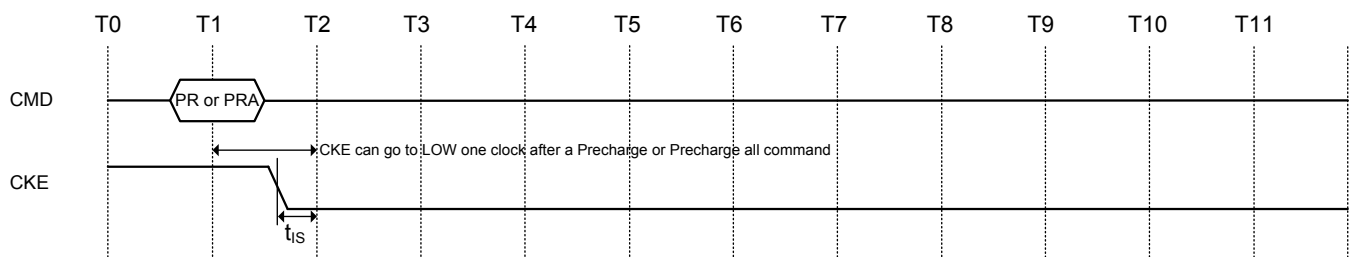 T0 T1 T2 T3 T4 T5 T6 T7 T8 T9 T10 T11
CMD
PR or PRA
CKE can go to LOW one clock after a Precharge or Precharge all command
CKE
tIS